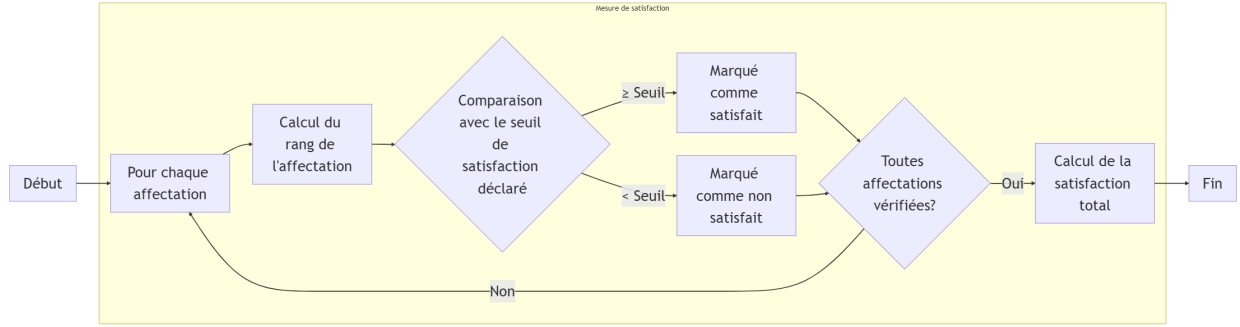 Mesure de satisfaction
Début
Pour chaque
affectation
Calcul du
rang de
l'affectation
Comparaison
avec le seuil
de
satisfaction
déclaré
≥ Seuil
Marqué
comme
satisfait
< Seuil
Marqué
comme non
satisfait
Toutes
affectations
vérifiées?
Oui
Calcul de la
satisfaction
total
Fin
Non